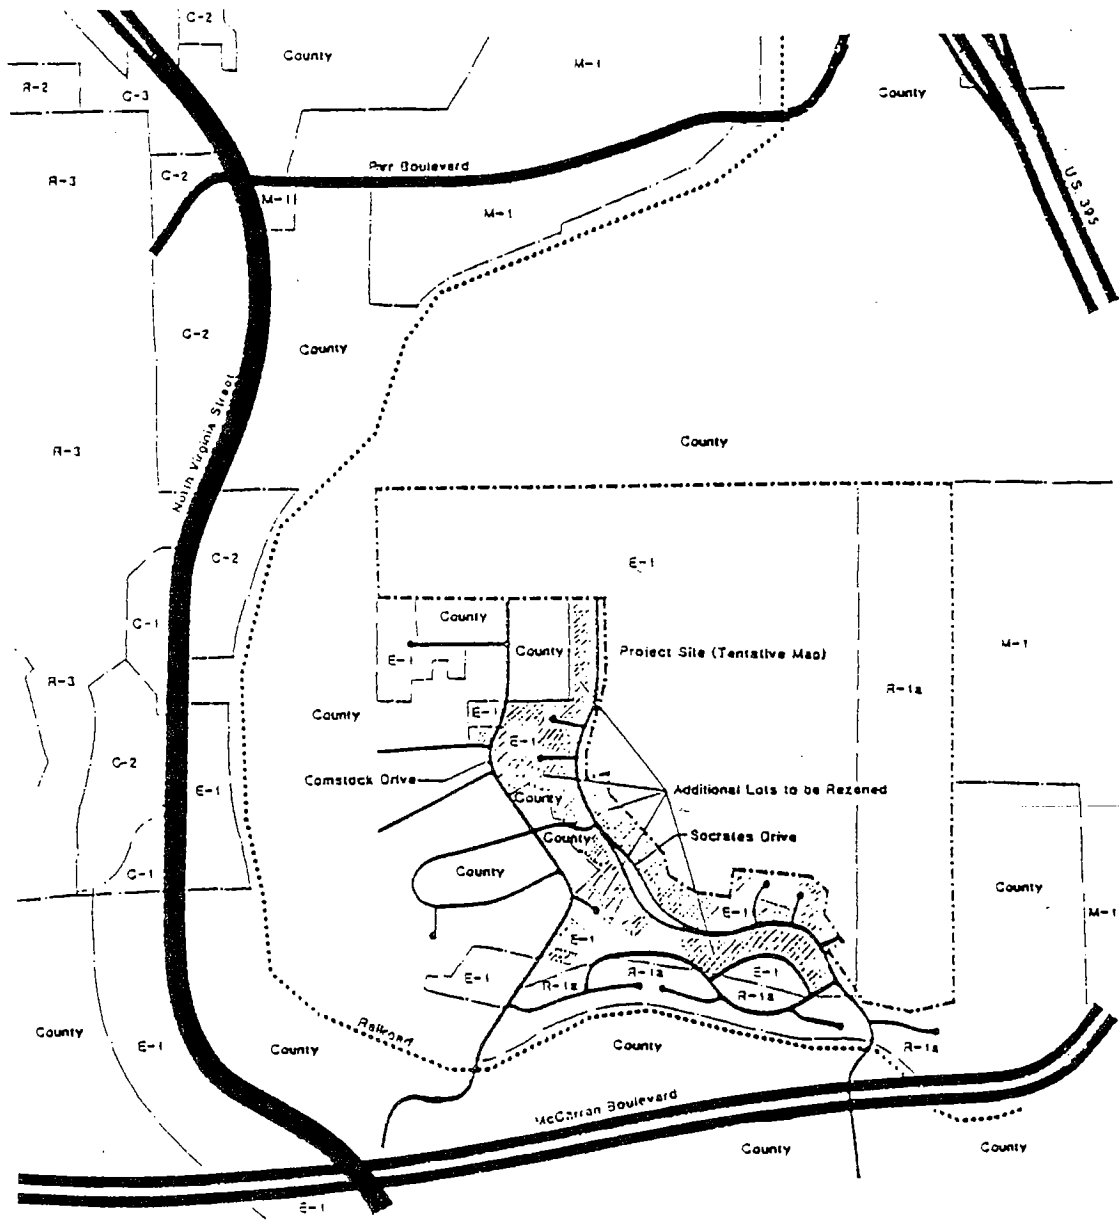 C-2
County
M-1
County
R-2
C-3
R-3
C-2
Parr Boulevard
M-1
M-1
U.S. 395
C-2
County
North Virginia Street
R-3
County
C-2
E-1
C-1
County
County
Project Site (Tentative Map)
M-1
E-1
R-3
R-1a
County
E-1
E-1
C-2
E-1
Comstock Drive
Additional Lots to be Rezoned
County
County
Socrates Drive
C-1
County
County
E-1
M-1
E-1
E-1
R-1a
E-1
R-1a
R-1a
Railroad
County
E-1
County
County
R-1a
McCarran Boulevard
County
County
E-1